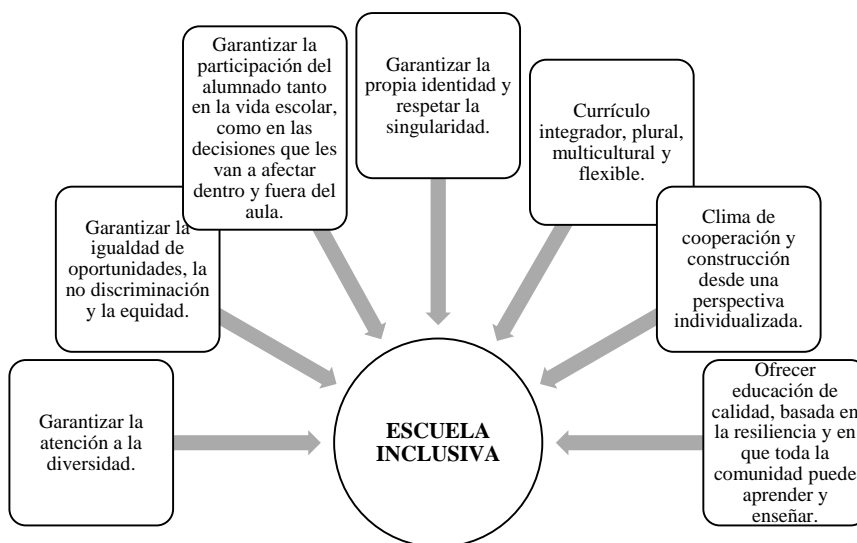 Garantizar la
atención a la
diversidad.
Garantizar la
igualdad de
oportunidades, la
no discriminación
y la equidad.
Garantizar la
participación del
alumnado tanto
en la vida escolar,
como en las
decisiones que les
van a afectar
dentro y fuera del
aula.
Garantizar la
propia identidad y
respetar la
singularidad.
Currículo
integrador, plural,
multicultural y
flexible.
Clima de
cooperación y
construcción
desde una
perspectiva
individualizada.
Ofrecer
educación de
calidad, basada en
la resiliencia y en
que toda la
comunidad puede
aprender y
enseñar.
ESCUELA
INCLUSIVA